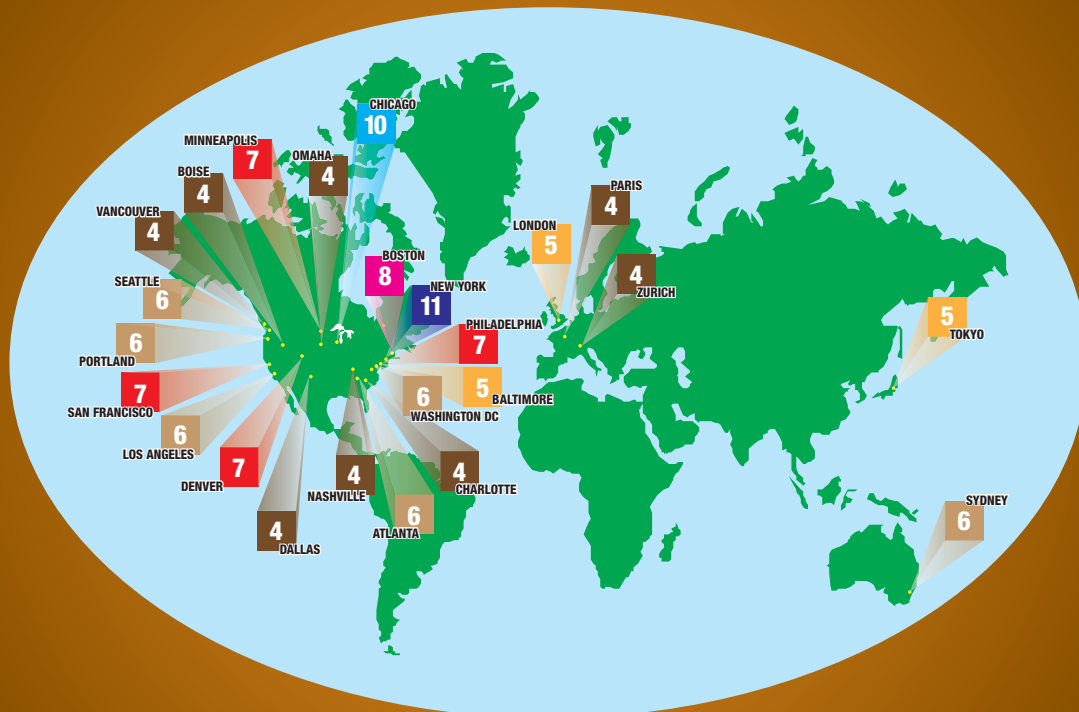 CHICAGO
10
MINNEAPOLIS
7
OMAHA
4
BOISE
4
VANCOUVER
4
PARIS
4
LONDON
5
BOSTON
8
SEATTLE
6
NEW YORK
11
4
ZURICH
PORTLAND
6
PHILADELPHIA
7
5
TOKYO
7
SAN FRANCISCO
5
BALTIMORE
6
WASHINGTON DC
6
LOS ANGELES
7
DENVER
4
NASHVILLE
4
CHARLOTTE
6
ATLANTA
4
DALLAS
SYDNEY
6